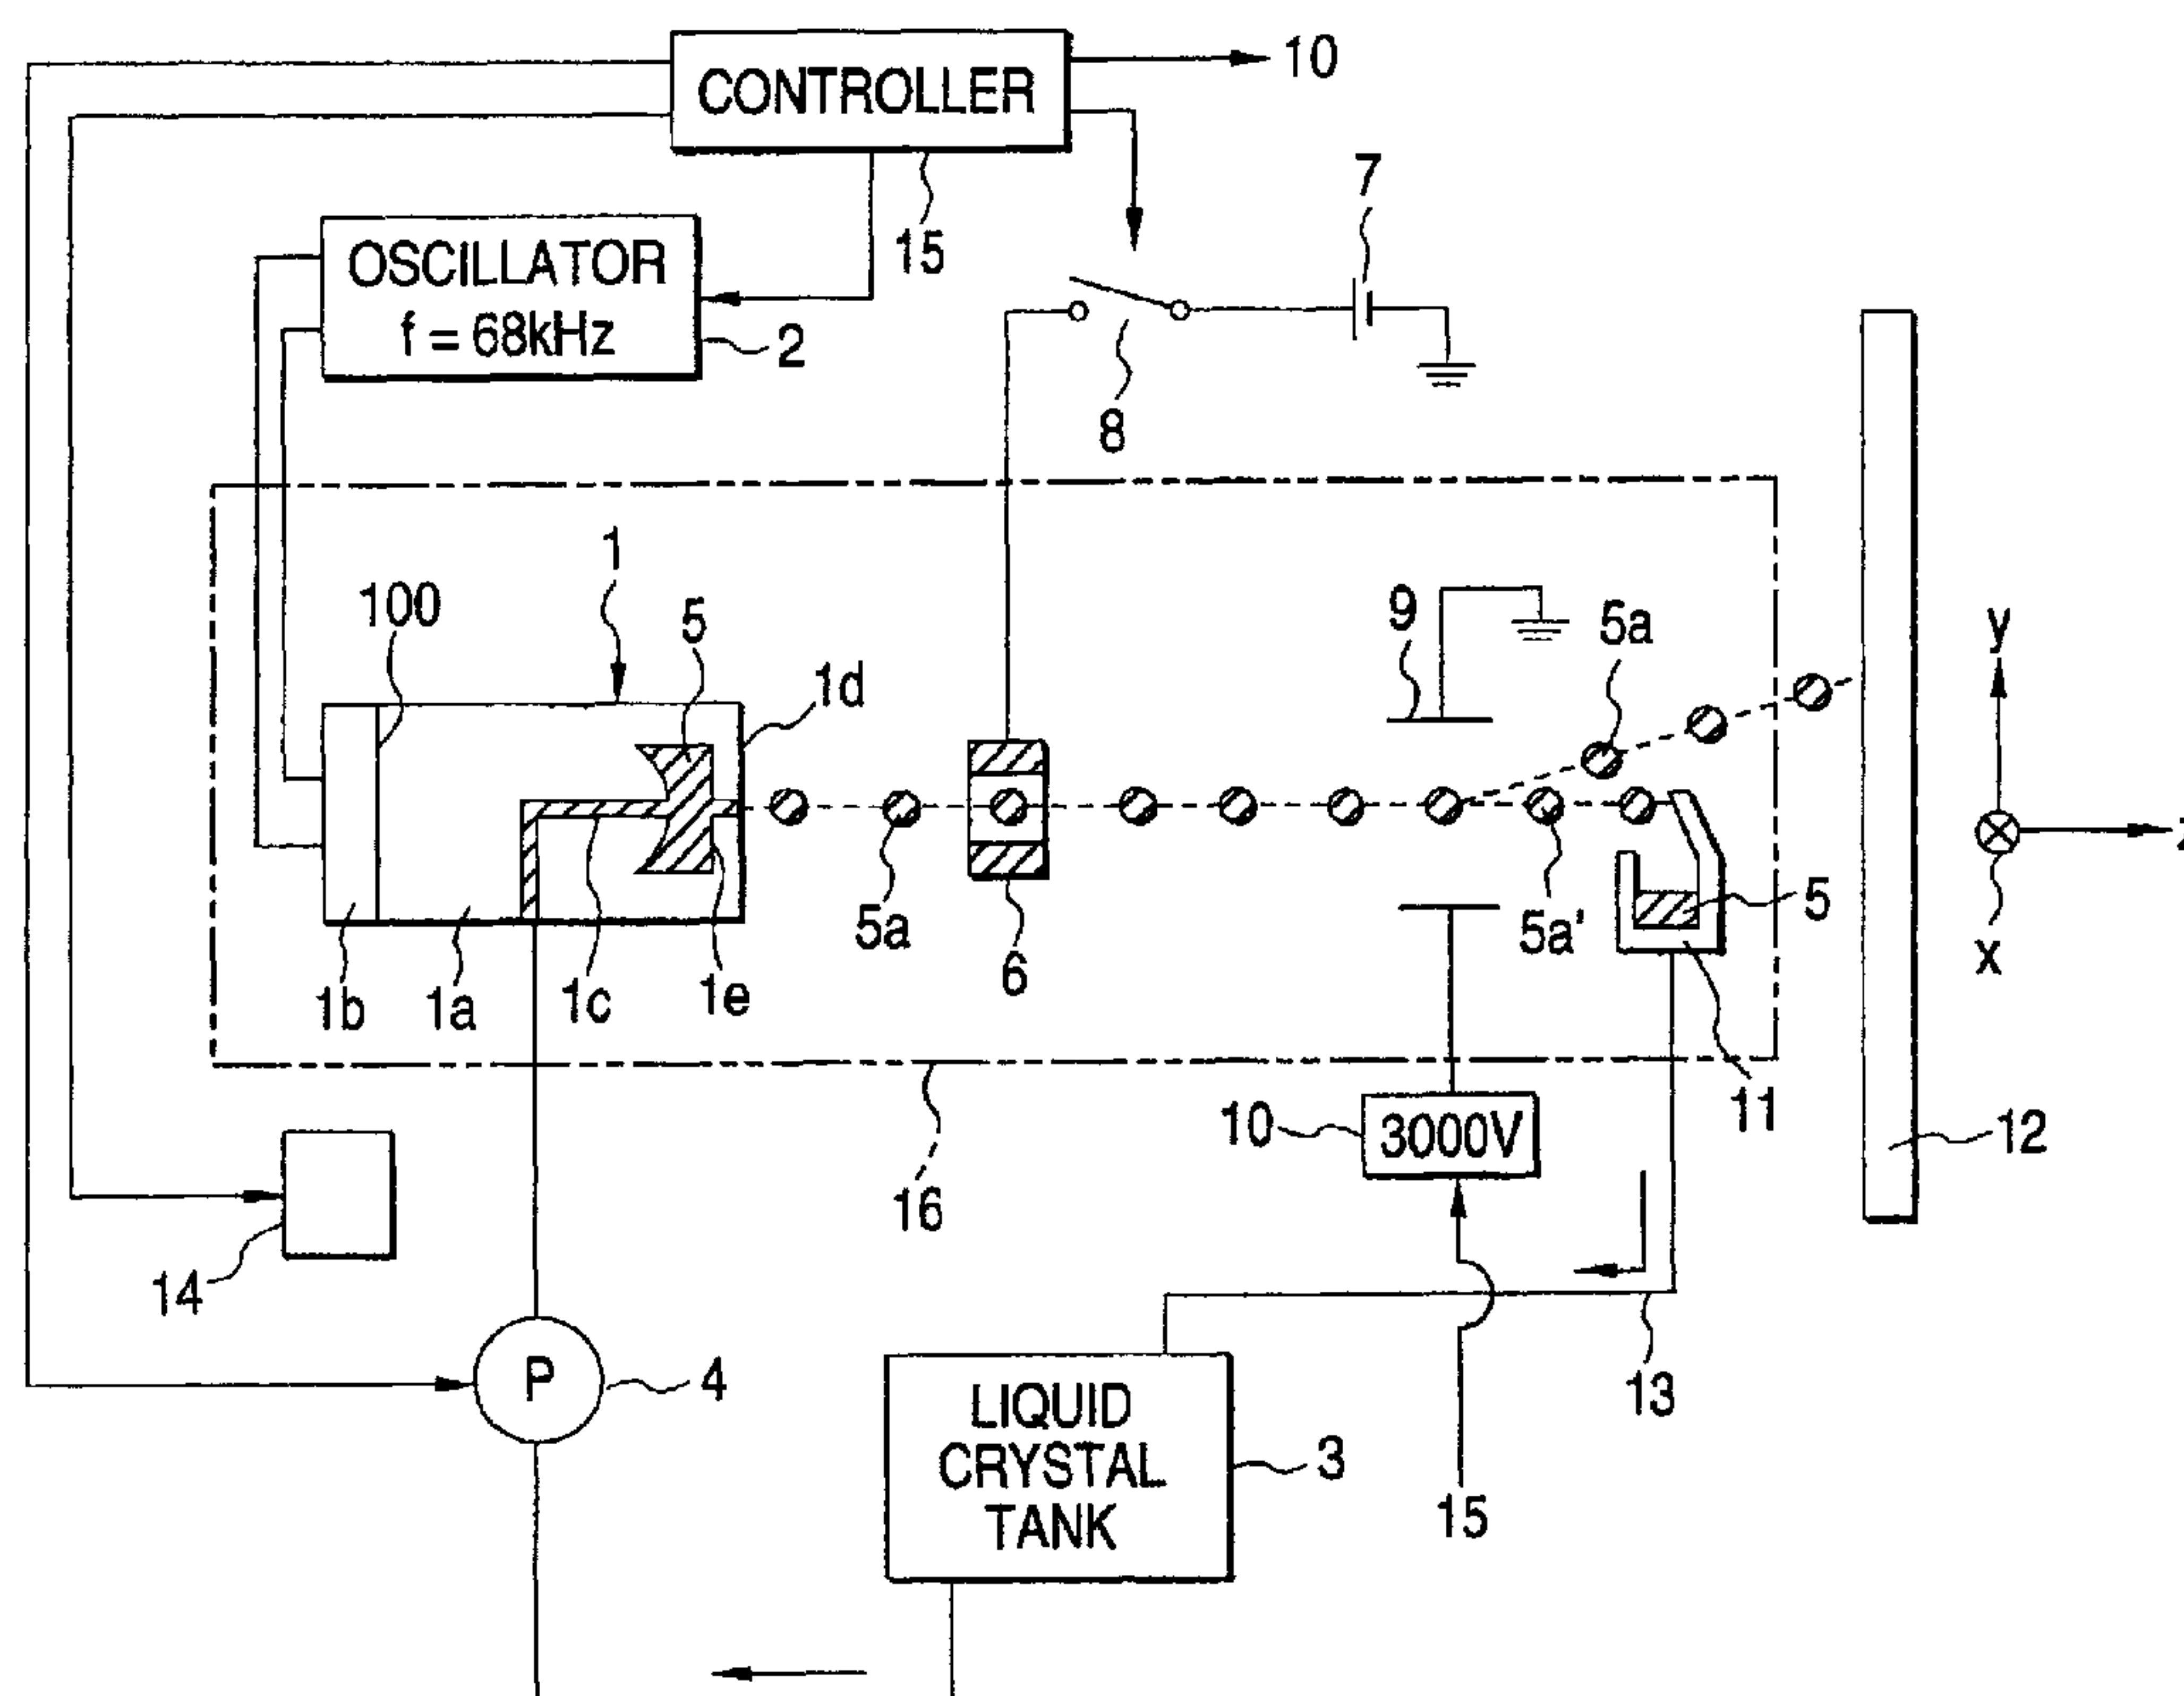 CONTROLLER
10
7
15
OSCILLATOR
f = 68kHz
2
8
1
100
5
1d
9
5a
y
5a
6
5a'
5
x
1b
1a
1c
1e
10
3000V
11
12
16
14
P
4
13
LIQUID
CRYSTAL
TANK
3
15